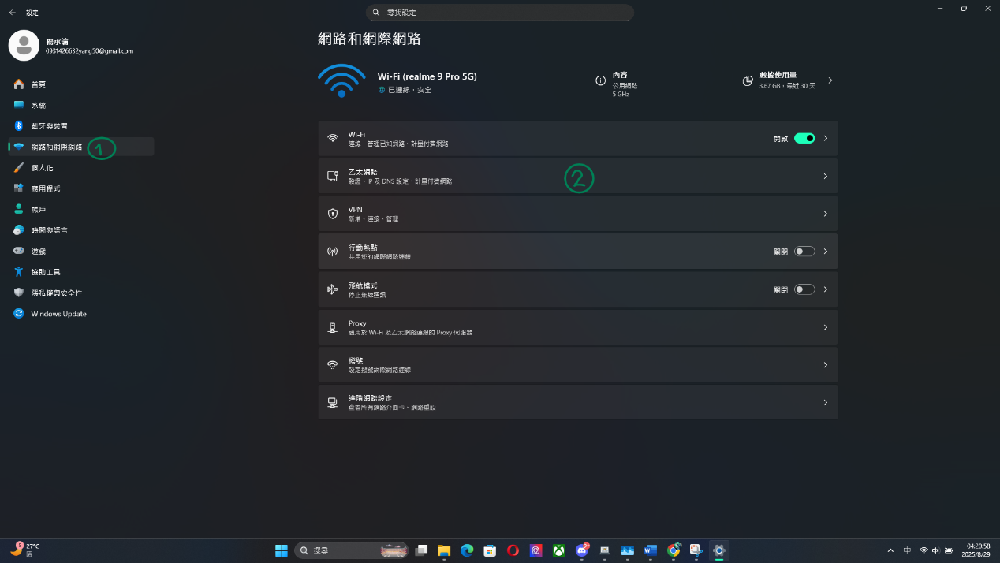 設定
尋找設定
楊承諭
0931426632yang50@gmail.com
首頁
系統
藍牙與裝置
網路和網際網路
1
個人化
應用程式
帳戶
時間與語言
遊戲
協助工具
隱私權與安全性
Windows Update
網路和網際網路
Wi-Fi (realme 9 Pro 5G)
已連線，安全
內容
公用網路
5 GHz
數據使用量
3.67 GB，最近 30 天
Wi-Fi
連線、管理已知網路、計量付費網路
開啟
乙太網路
驗證、IP 及 DNS 設定、計量付費網路
2
VPN
新增、連接、管理
行動熱點
共用您的網際網路連線
關閉
飛航模式
停止無線通訊
關閉
Proxy
適用於 Wi-Fi 及乙太網路連線的 Proxy 伺服器
撥號
設定撥號網際網路連線
進階網路設定
查看所有網路介面卡、網路重設
5
27°C
搜尋
中
04:20:58
2025/8/29